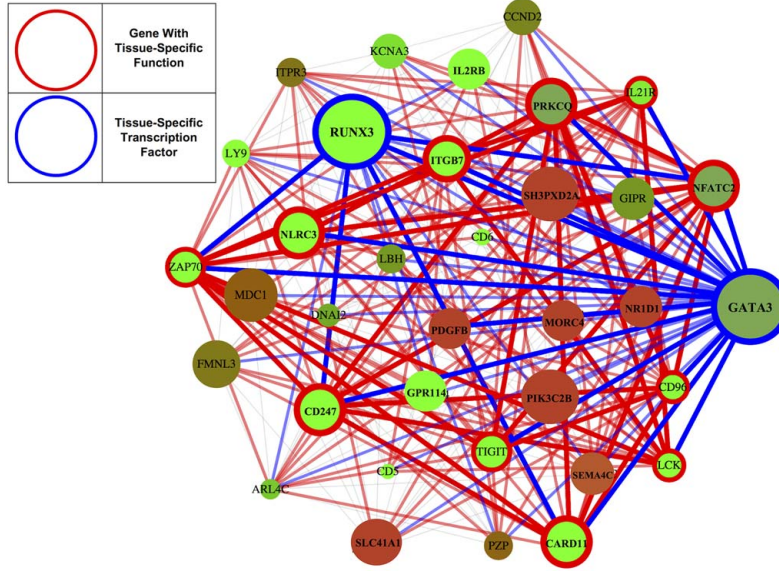 Gene With
Tissue-Specific
Function
Tissue-Specific
Transcription
Factor
CCND2
KCNA3
ITPR3
IL2RB
PRKCQ
IL21R
RUNX3
LY9
ITGB7
SH3PXD2A
GIPR
NFATC2
NLRC3
CD6
ZAP70
LBH
MDC1
GATA3
DNAI2
PDGFB
MORC4
NR1D1
FMNL3
GPR114
PIK3C2B
CD96
CD247
TIGIT
LCK
CD5
SEMA4C
ARL4C
SLC41A1
PZP
CARD11